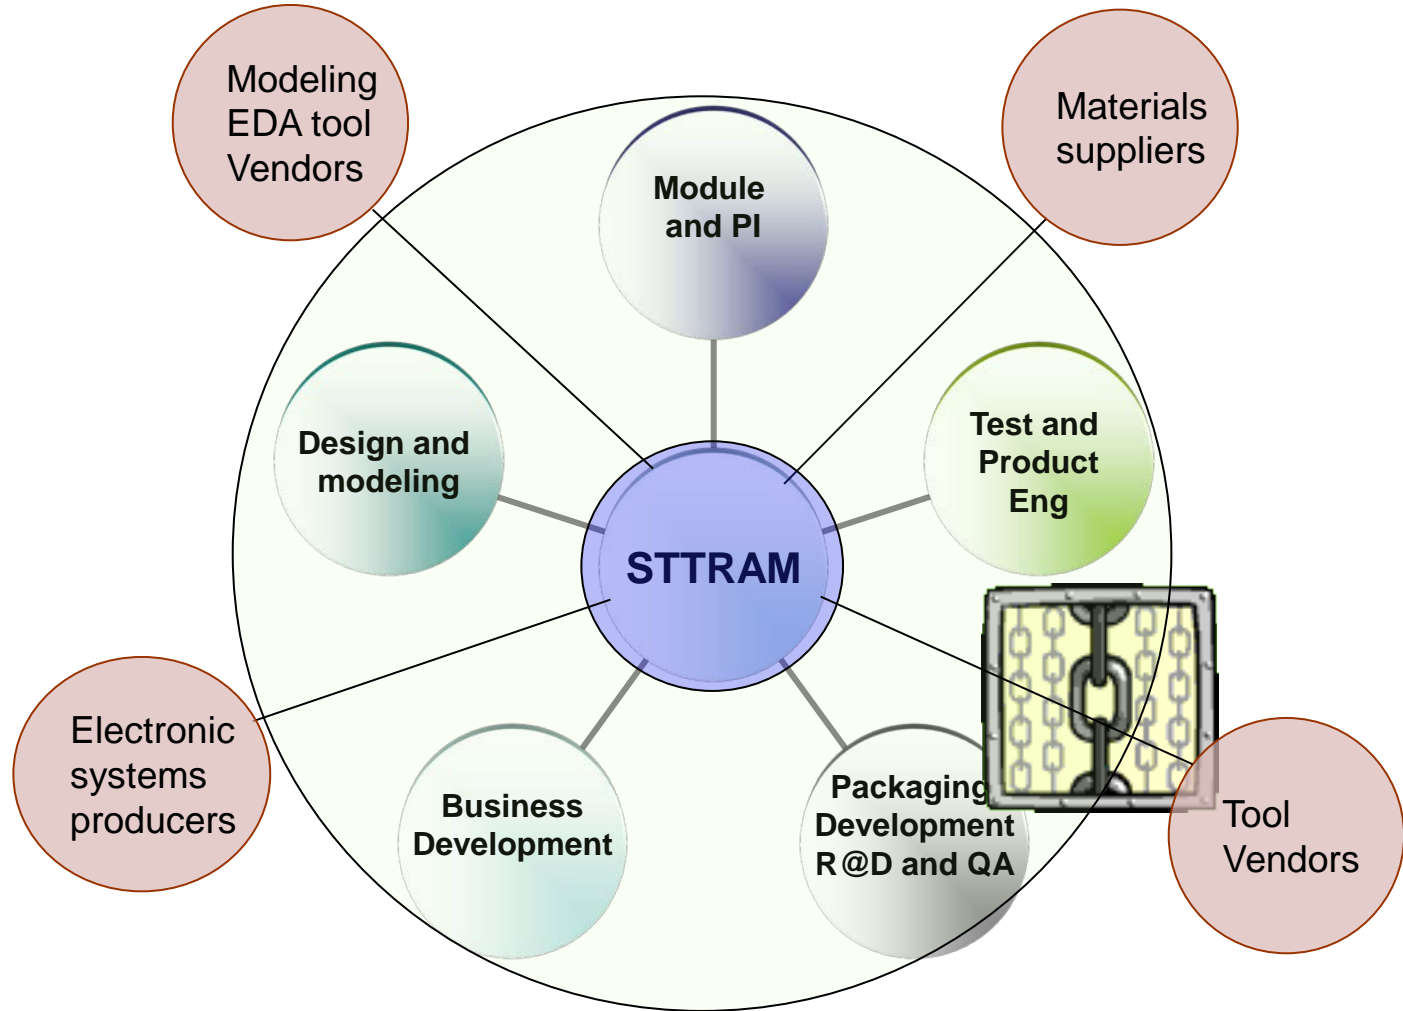 Modeling
EDA tool
Vendors
Materials
suppliers
Module
and PI
Design and
modeling
Test and
Product
Eng
STTRAM
Electronic
systems
producers
Business
Development
Packaging
Development
R@D and QA
Tool
Vendors